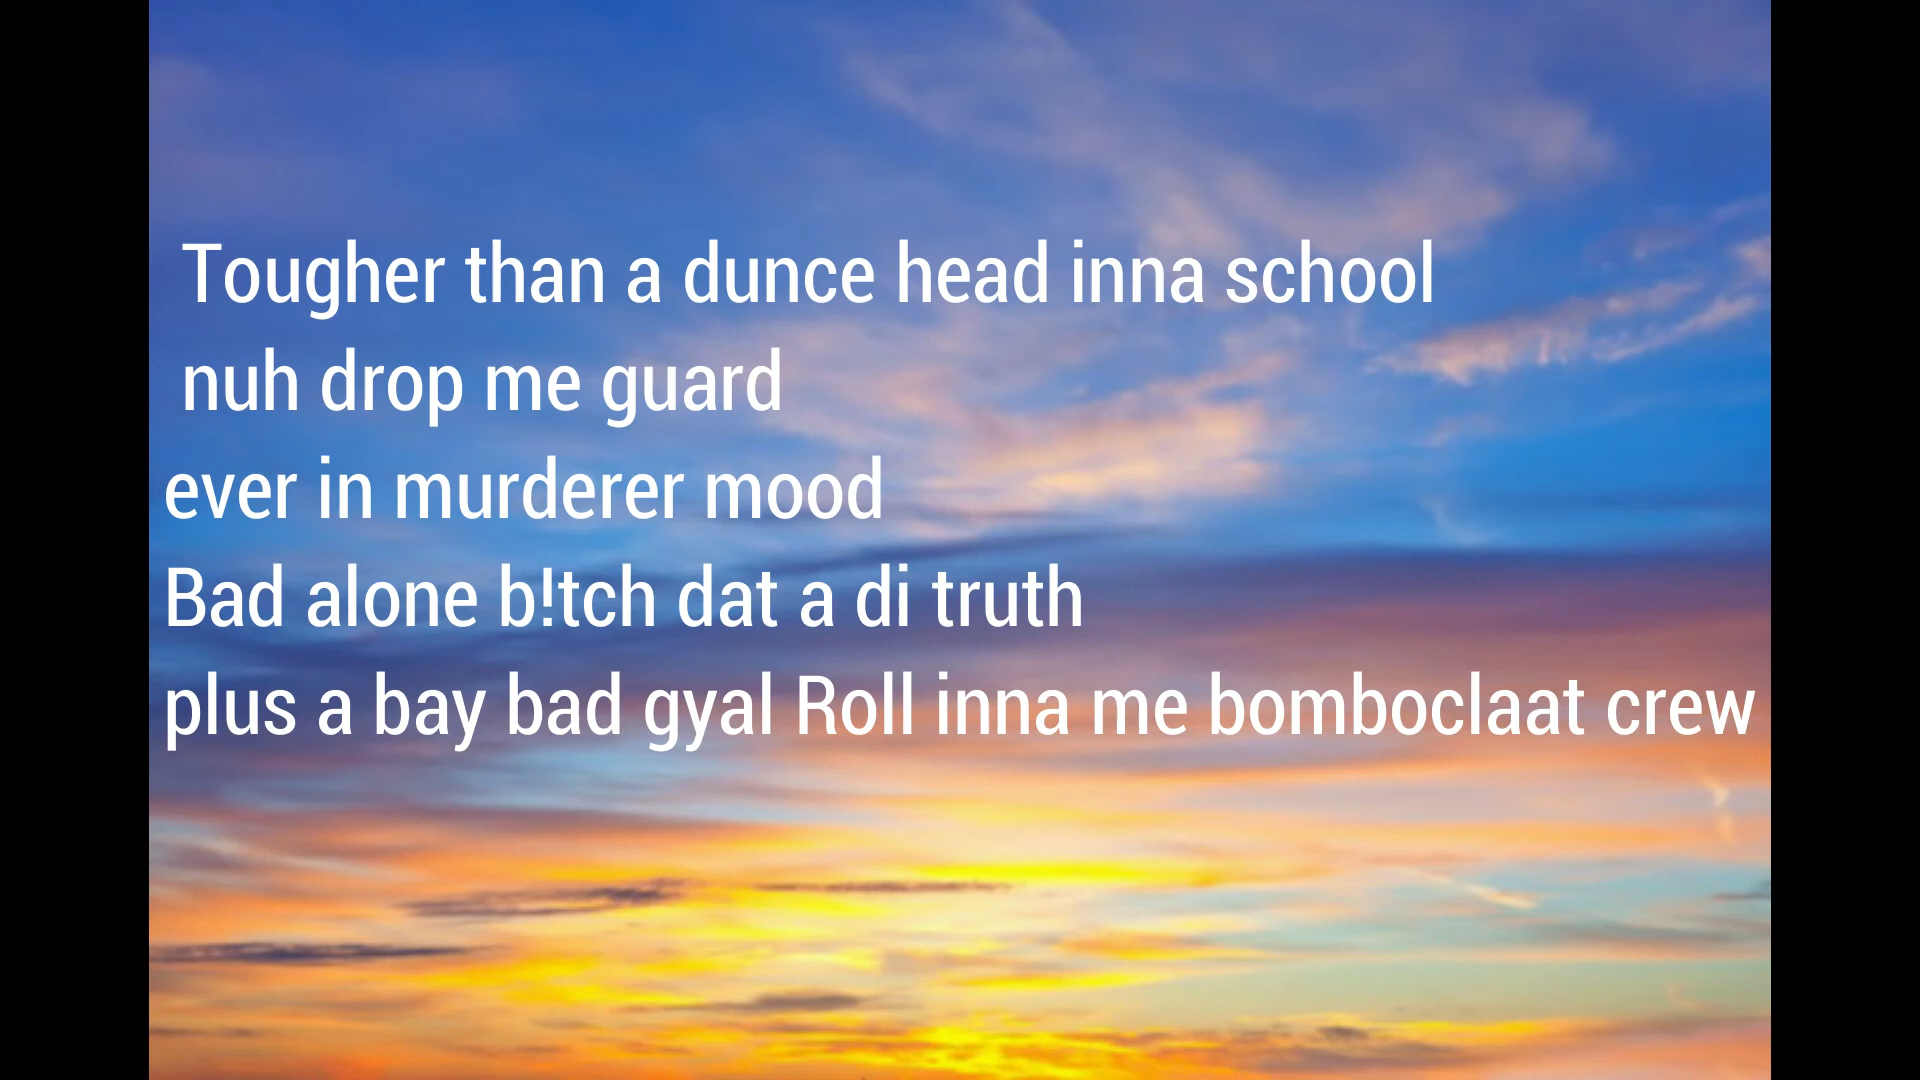 Tougher than a dunce head inna school
nuh drop me guard
ever in murderer mood
Bad alone b!tch dat a di truth
plus a bay bad gyal Roll inna me bomboclaat crew